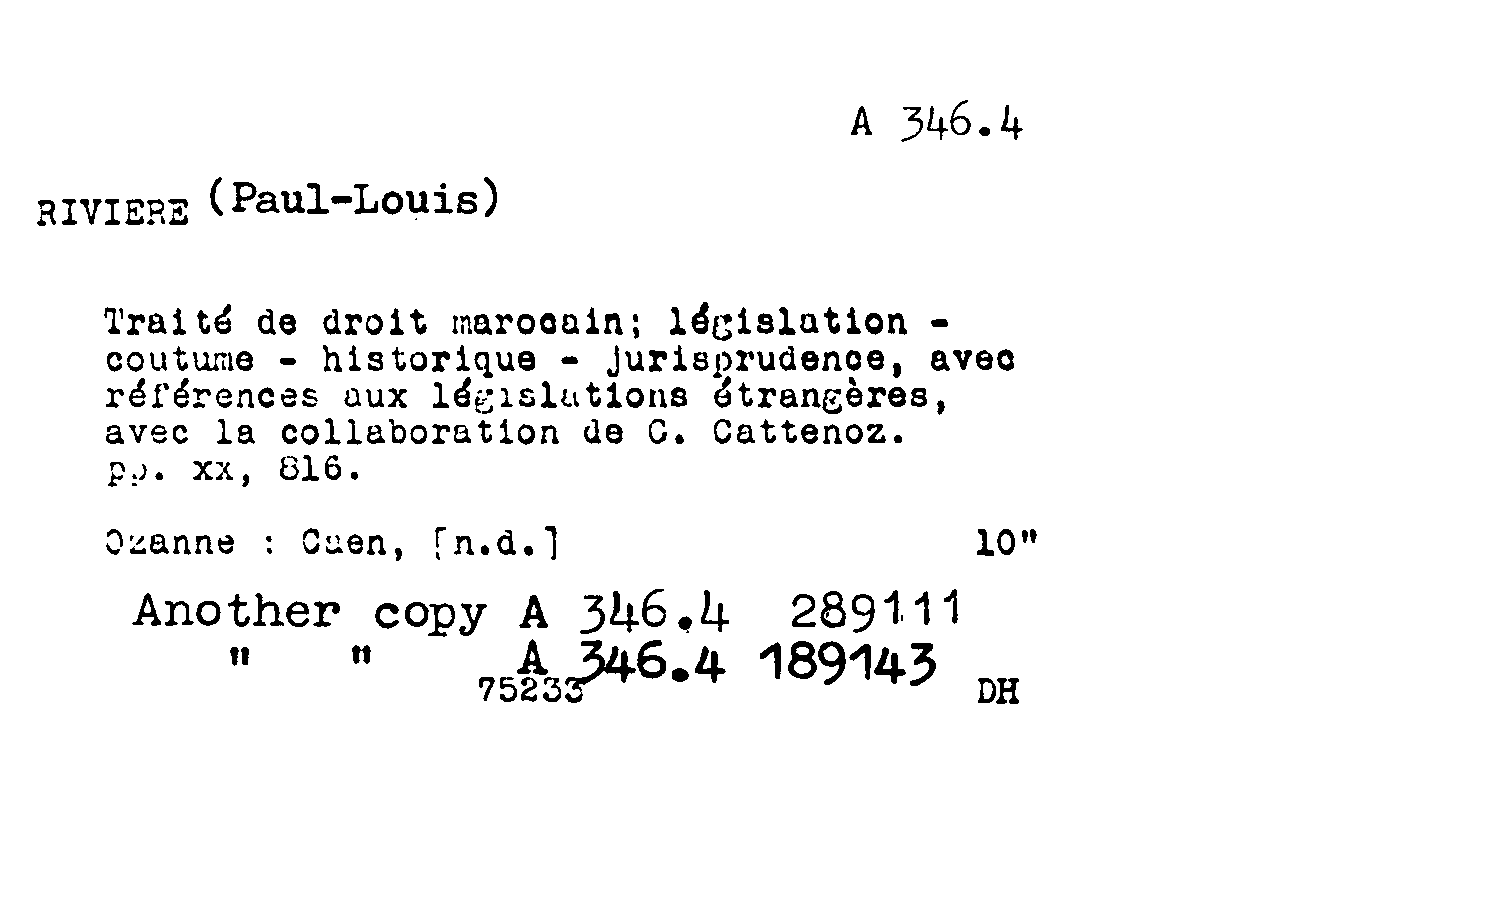 A 346.4
RIVIERE (Paul-Louis)
Traité de droit marocain; législation -
coutume - historique - jurisprudence, avec
références aux législations étrangères,
avec la collaboration de C. Cattenoz.
pp. xx, 816.
Ozanne : Caen, [n.d.] 10"
Another copy A 346.4 289111
" " A 346.4 189143
75233 DH